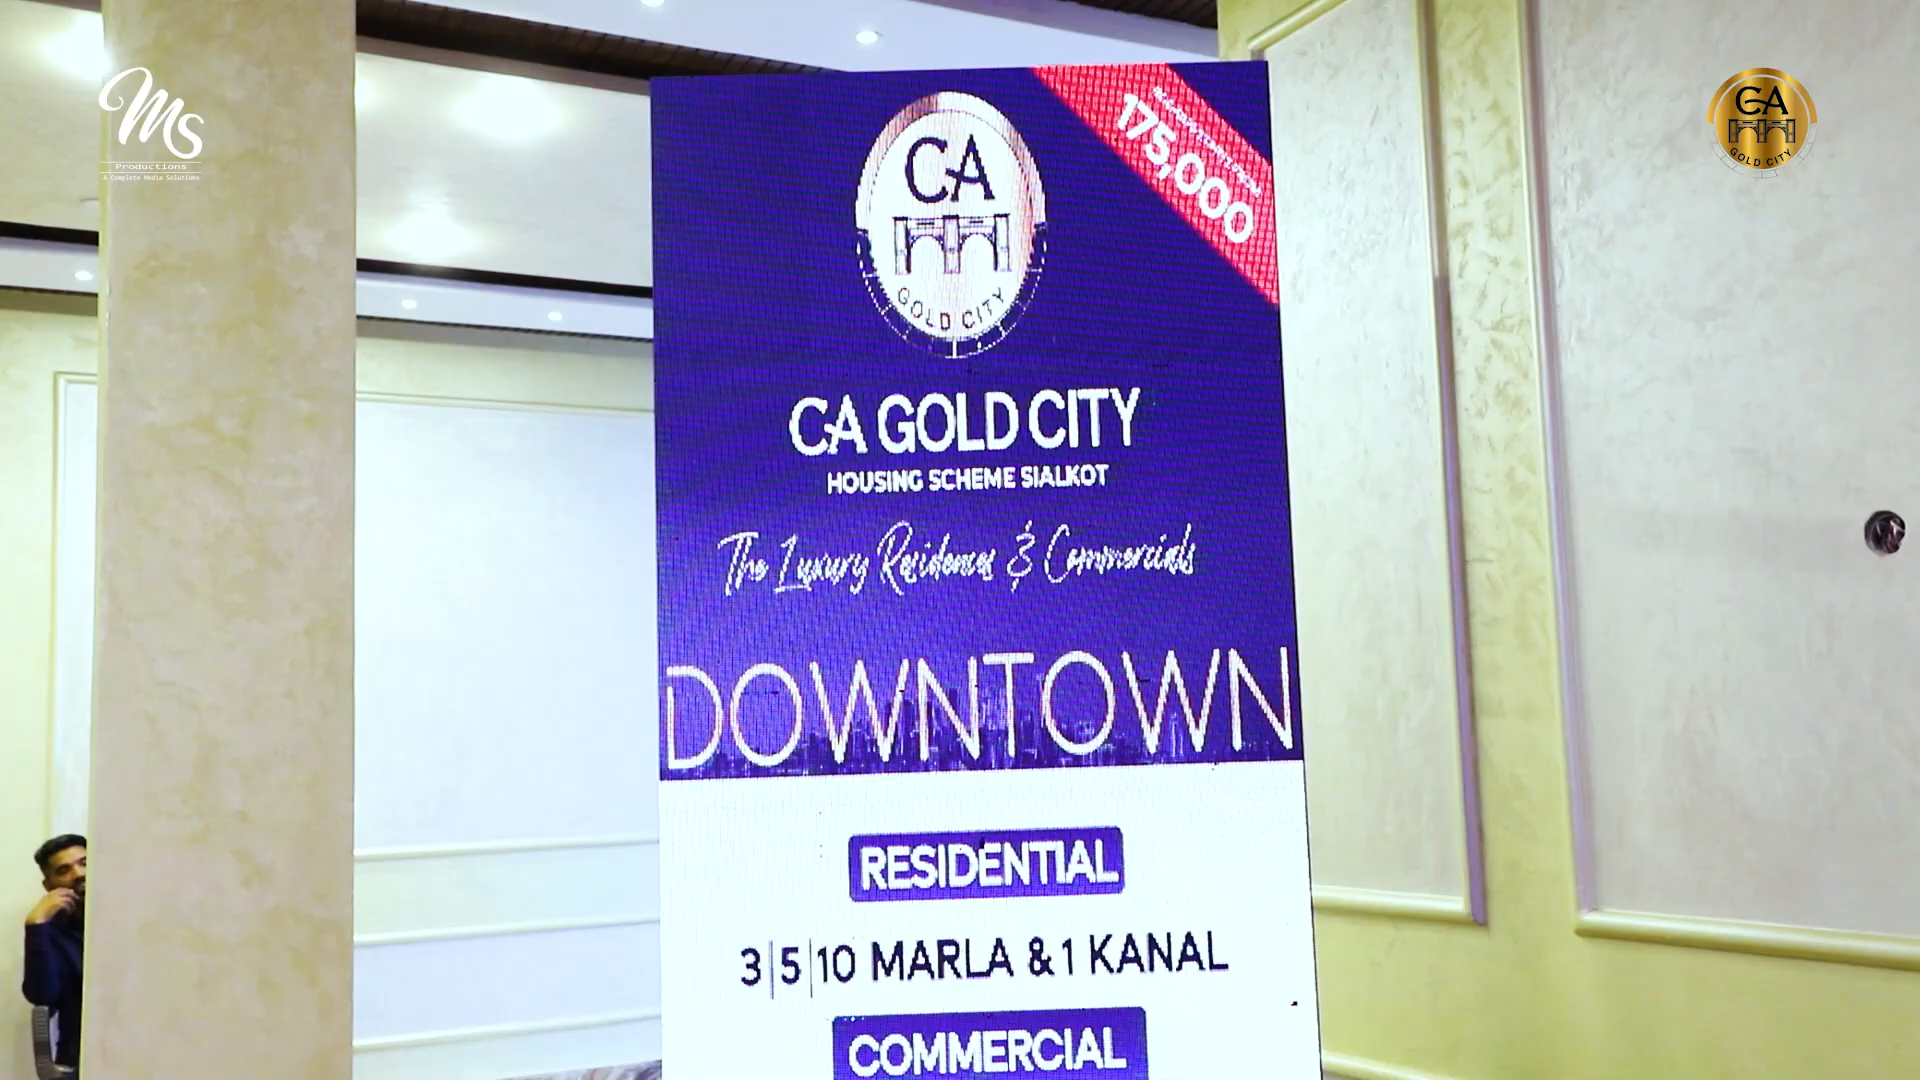 MS
Productions
A Complete Media Solutions
CA
GOLD CITY
175,000
CA
GOLD CITY
CA GOLD CITY
HOUSING SCHEME SIALKOT
The Luxury Residences & Commercials
DOWNTOWN
RESIDENTIAL
3|5|10 MARLA & 1 KANAL
COMMERCIAL